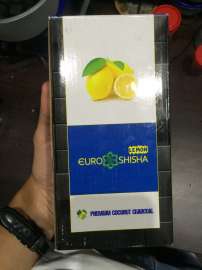 LEMON
EURO SHISHA
PREMIUM COCONUT CHARCOAL